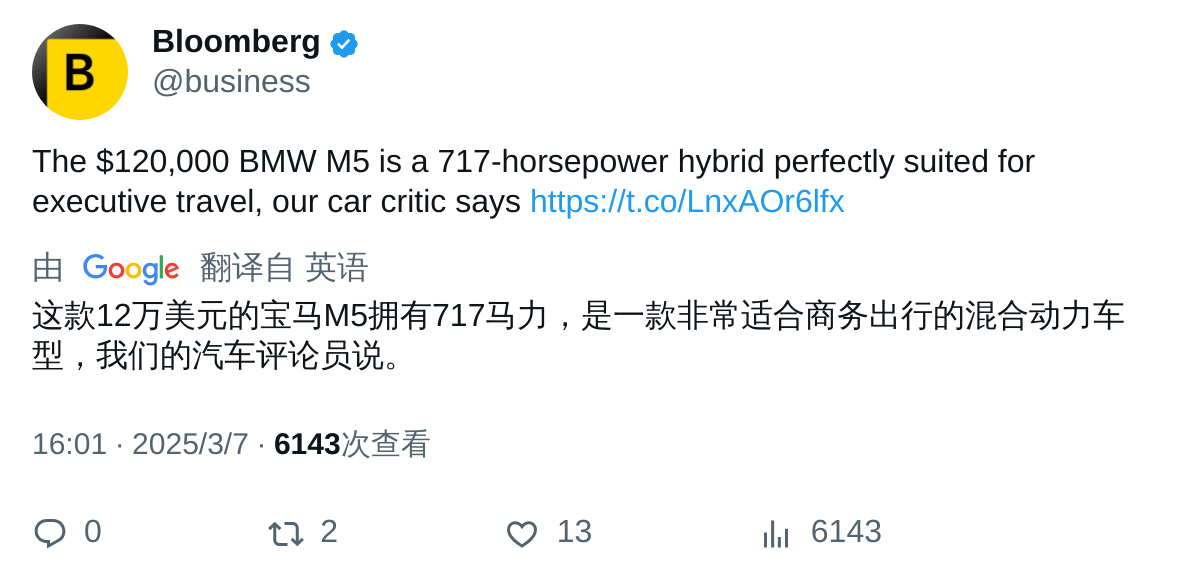 B
Bloomberg
@business
The $120,000 BMW M5 is a 717-horsepower hybrid perfectly suited for
executive travel, our car critic says https://t.co/LnxAOr6lfx
由 Google 翻译自 英语
这款12万美元的宝马M5拥有717马力，是一款非常适合商务出行的混合动力车
型，我们的汽车评论员说。
16:01 · 2025/3/7 · 6143次查看
0 2 13 6143